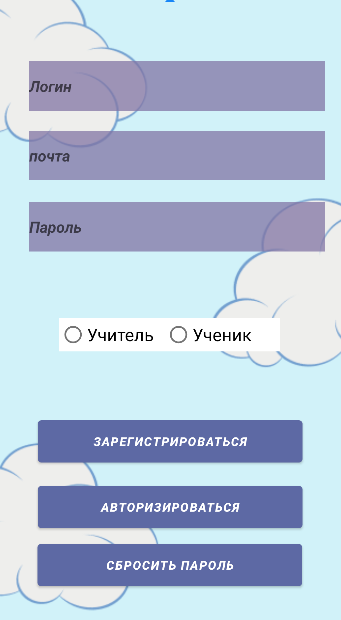 Логин
почта
Пароль
Учитель Ученик
ЗАРЕГИСТРИРОВАТЬСЯ
АВТОРИЗИРОВАТЬСЯ
СБРОСИТЬ ПАРОЛЬ